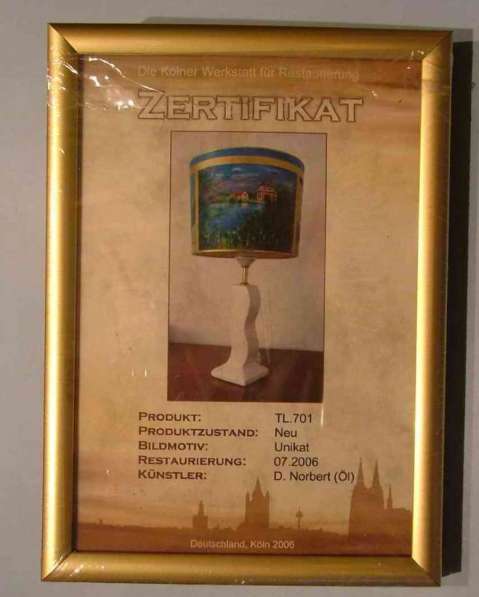 Die Kölner Werkstatt für Restaurierung
ZERTIFIKAT
PRODUKT: TL.701
PRODUKTZUSTAND: Neu
BILDMOTIV: Unikat
RESTAURIERUNG: 07.2006
KÜNSTLER: D. Norbert (Öl)
Deutschland, Köln 2006